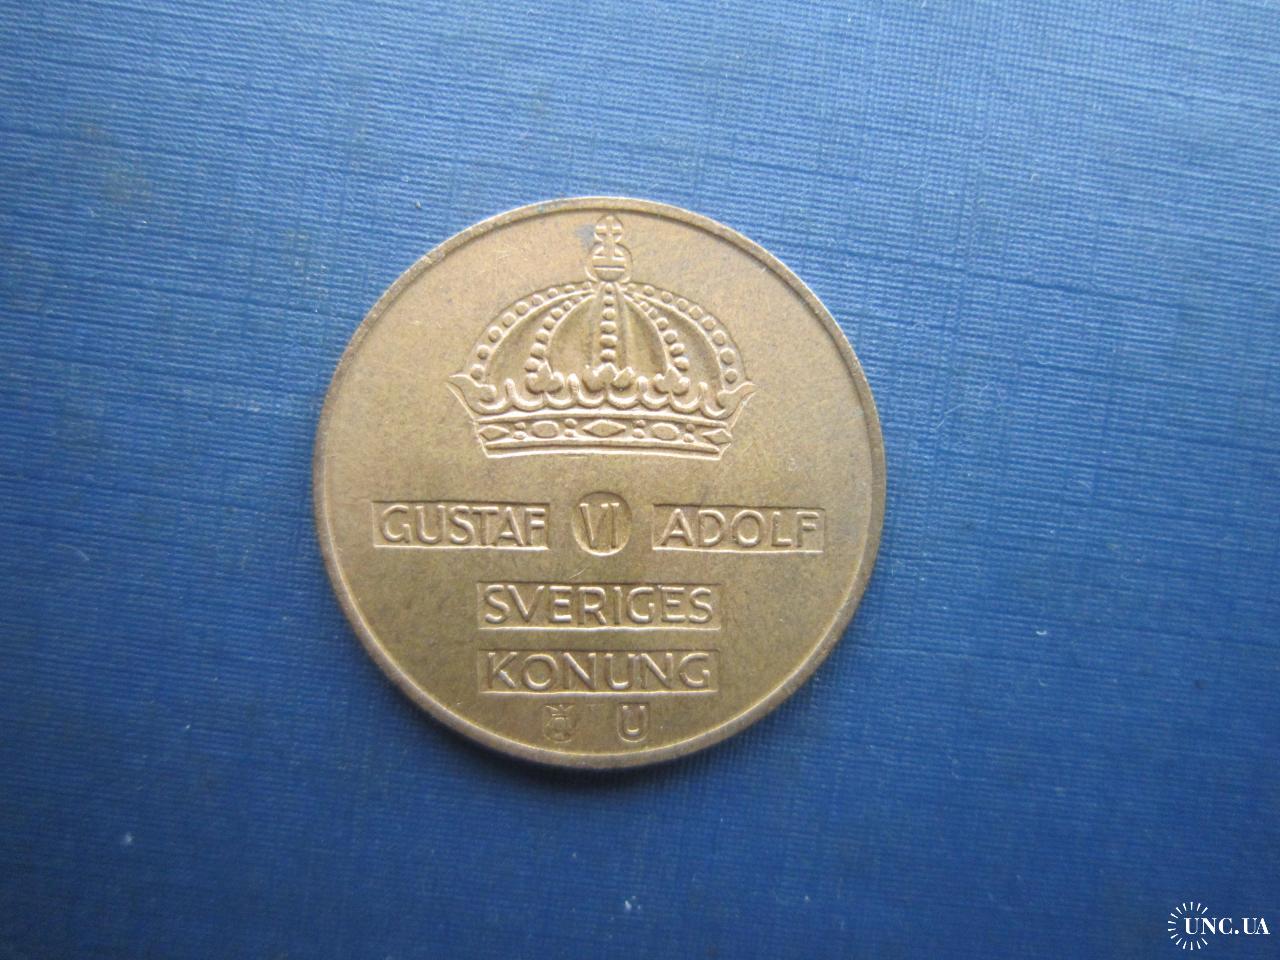 GUSTAF VI ADOLF
SVERIGES
KONUNG
U
UNC.UA